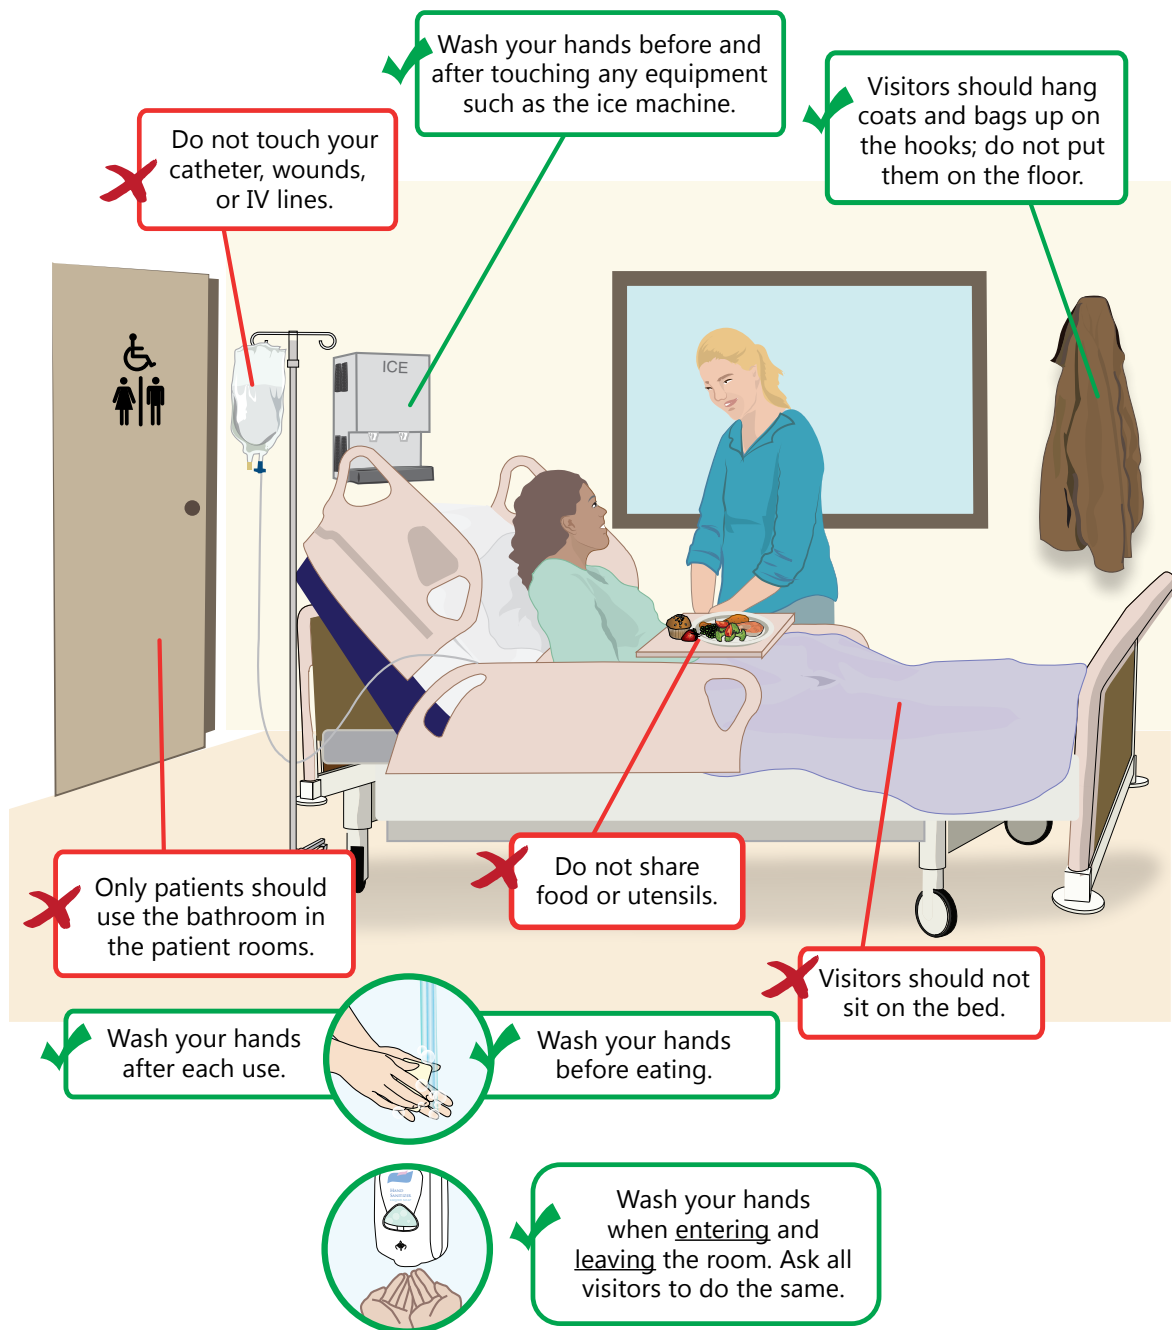 Wash your hands before and
after touching any equipment
such as the ice machine.
Visitors should hang
coats and bags up on
the hooks; do not put
them on the floor.
Do not touch your
catheter, wounds,
or IV lines.
ICE
Only patients should
use the bathroom in
the patient rooms.
Do not share
food or utensils.
Visitors should not
sit on the bed.
Wash your hands
after each use.
Wash your hands
before eating.
Wash your hands
when entering and
leaving the room. Ask all
visitors to do the same.